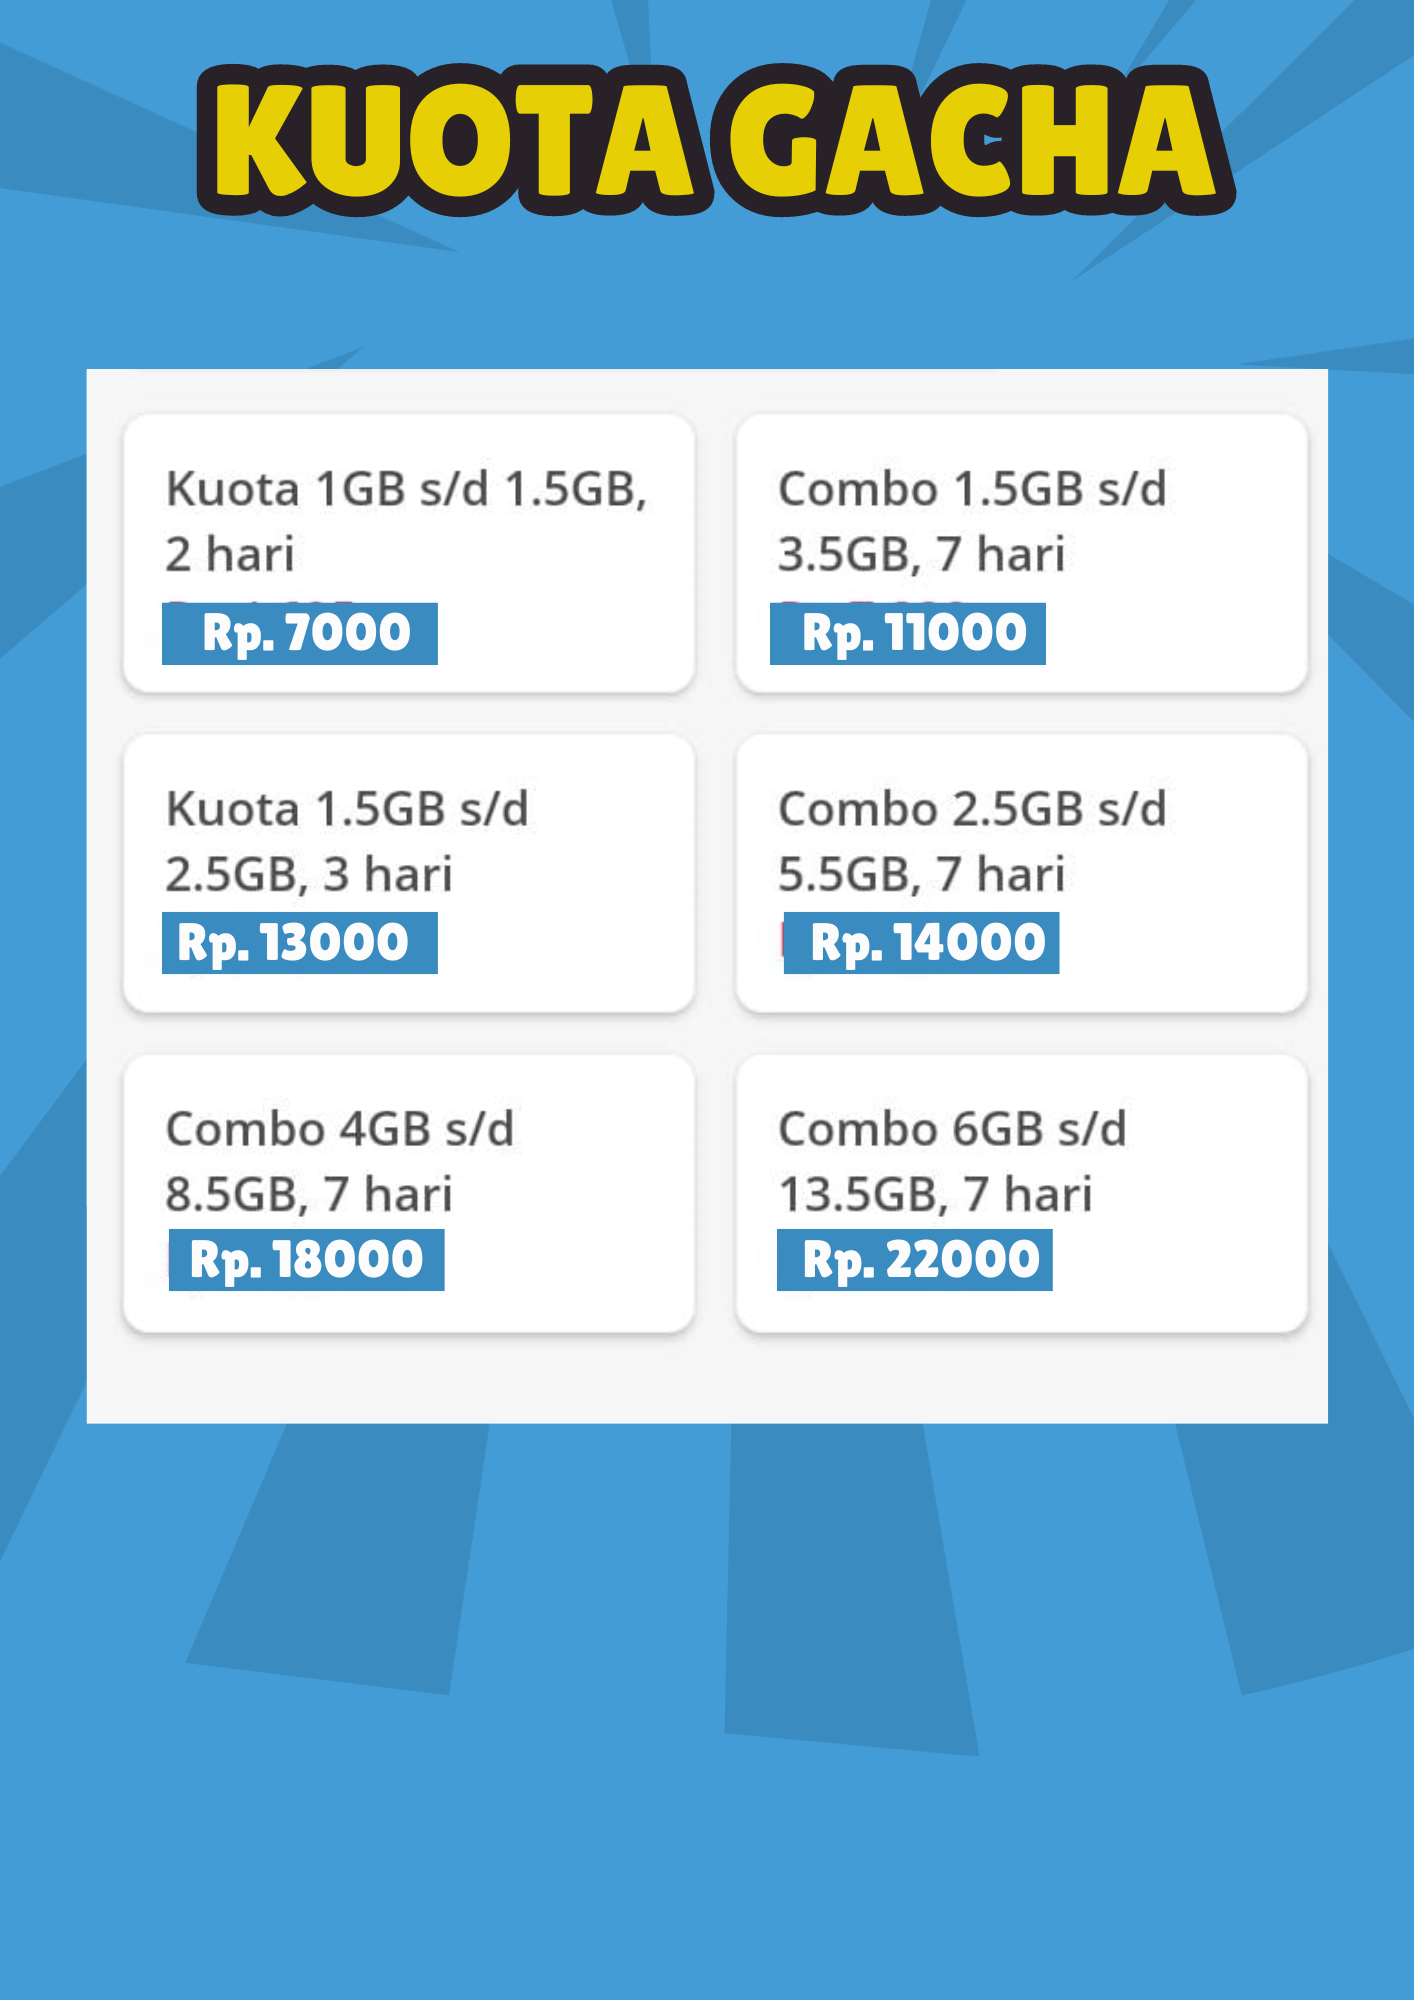 KUOTA GACHA
Kuota 1GB s/d 1.5GB,
2 hari
Rp. 7000
Combo 1.5GB s/d
3.5GB, 7 hari
Rp. 11000
Kuota 1.5GB s/d
2.5GB, 3 hari
Rp. 13000
Combo 2.5GB s/d
5.5GB, 7 hari
Rp. 14000
Combo 4GB s/d
8.5GB, 7 hari
Rp. 18000
Combo 6GB s/d
13.5GB, 7 hari
Rp. 22000